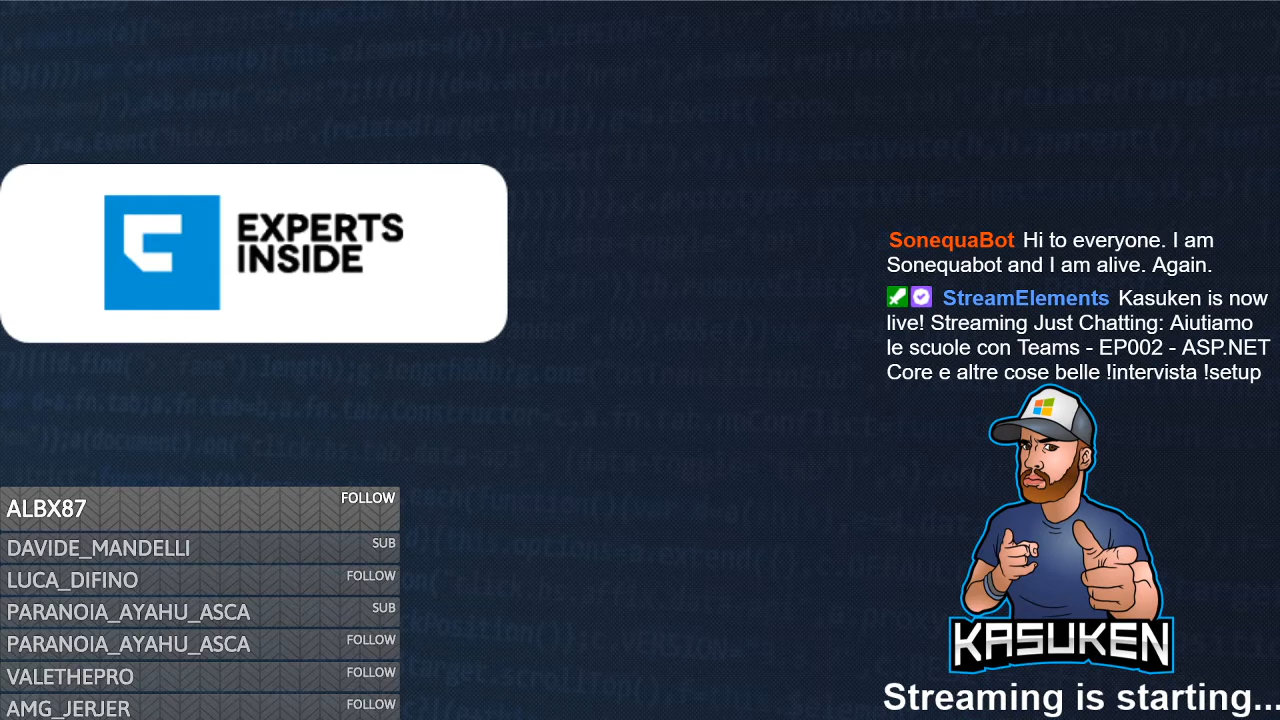 EXPERTS
INSIDE
SonequaBot Hi to everyone. I am
Sonequabot and I am alive. Again.
StreamElements Kasuken is now
live! Streaming Just Chatting: Aiutiamo
le scuole con Teams - EP002 - ASP.NET
Core e altre cose belle !intervista !setup
ALBX87 FOLLOW
DAVIDE_MANDELLI SUB
LUCA_DIFINO FOLLOW
PARANOIA_AYAHU_ASCA SUB
PARANOIA_AYAHU_ASCA FOLLOW
VALETHEPRO FOLLOW
AMG_JERJER FOLLOW
KASUKEN
Streaming is starting...